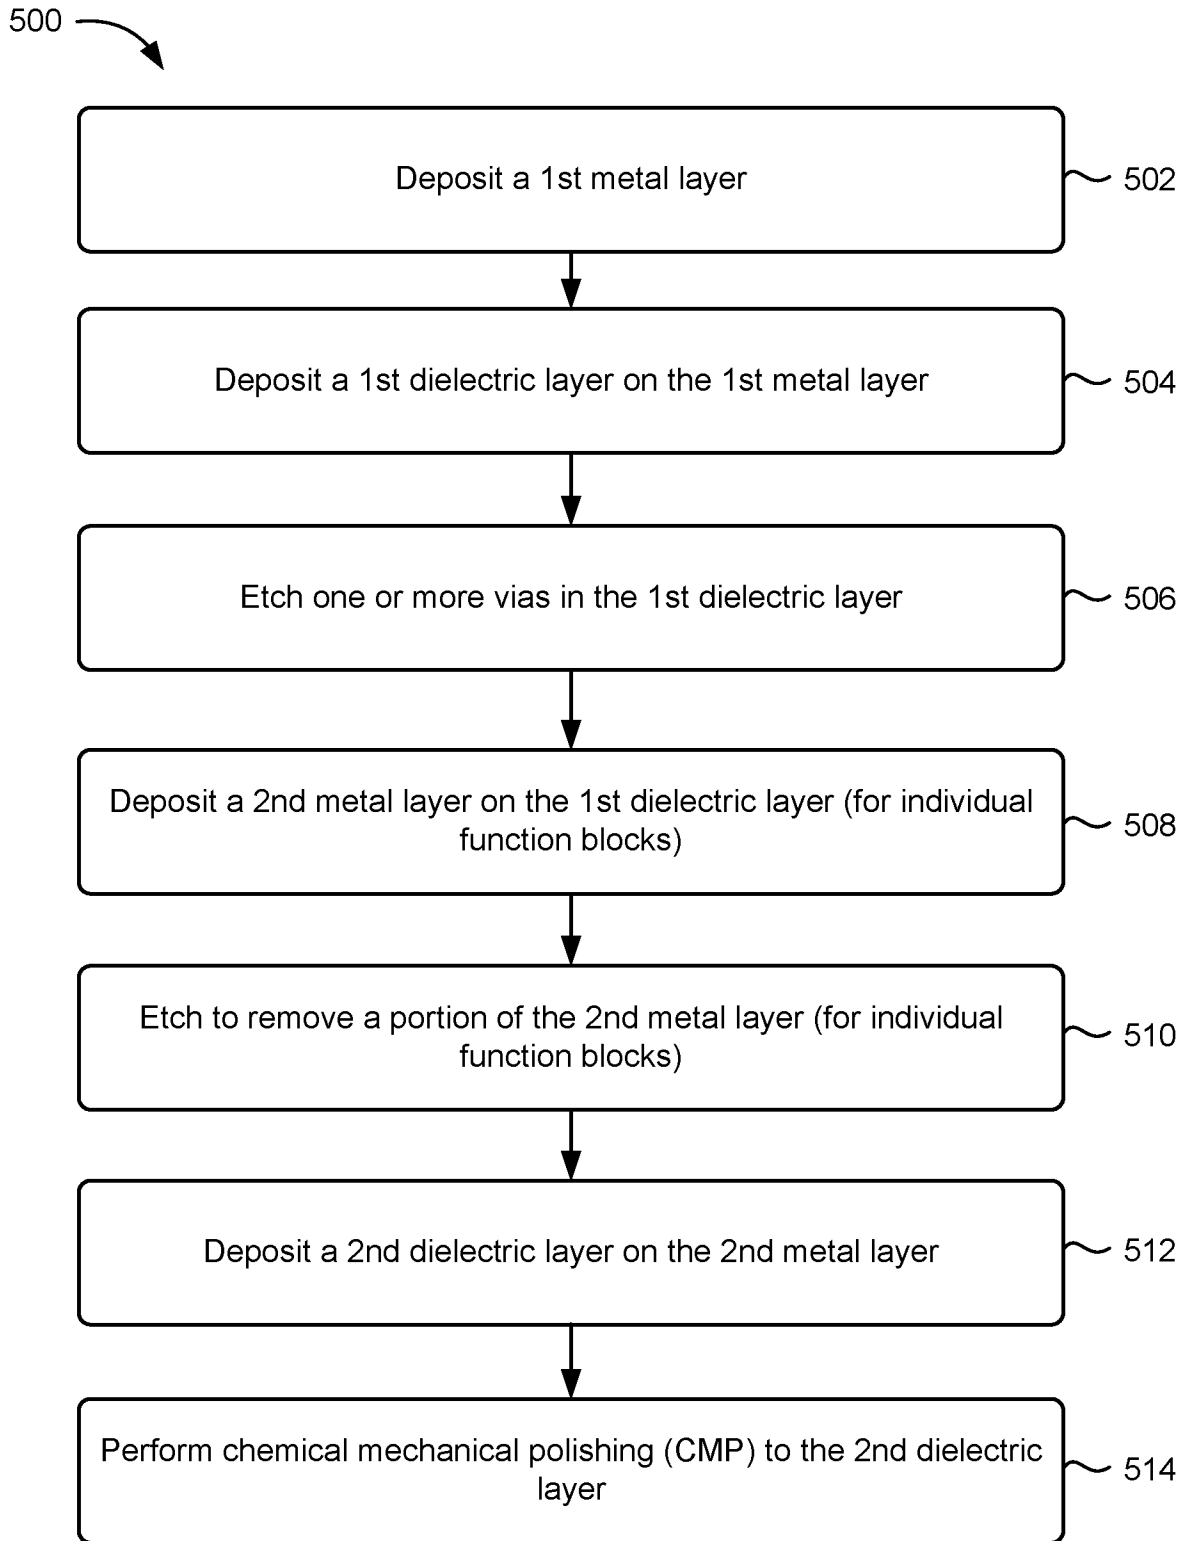 500
Deposit a 1st metal layer
502
Deposit a 1st dielectric layer on the 1st metal layer
504
Etch one or more vias in the 1st dielectric layer
506
Deposit a 2nd metal layer on the 1st dielectric layer (for individual
function blocks)
508
Etch to remove a portion of the 2nd metal layer (for individual
function blocks)
510
Deposit a 2nd dielectric layer on the 2nd metal layer
512
Perform chemical mechanical polishing (CMP) to the 2nd dielectric
layer
514